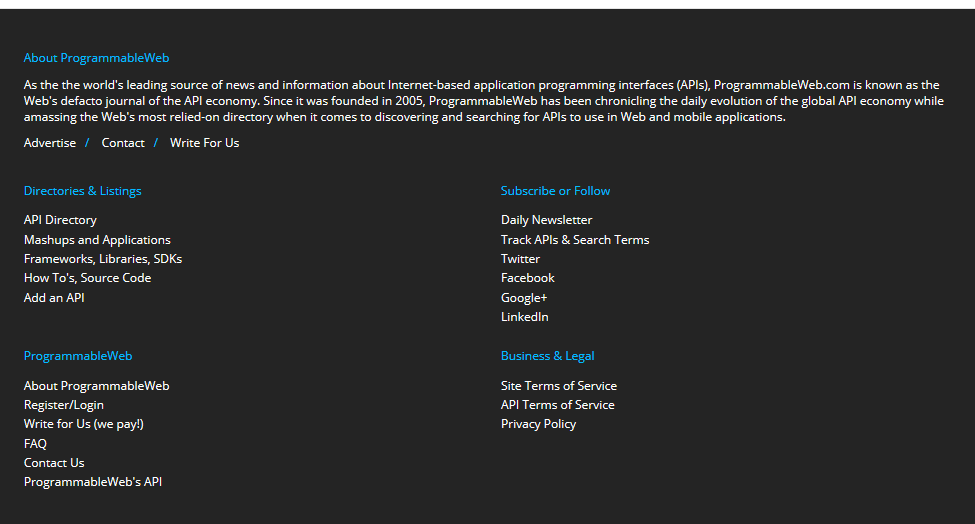 About ProgrammableWeb
As the the world's leading source of news and information about Internet-based application programming interfaces (APIs), ProgrammableWeb.com is known as the
Web's defacto journal of the API economy. Since it was founded in 2005, ProgrammableWeb has been chronicling the daily evolution of the global API economy while
amassing the Web's most relied-on directory when it comes to discovering and searching for APIs to use in Web and mobile applications.
Advertise / Contact / Write For Us
Directories & Listings
API Directory
Mashups and Applications
Frameworks, Libraries, SDKs
How To's, Source Code
Add an API
Subscribe or Follow
Daily Newsletter
Track APIs & Search Terms
Twitter
Facebook
Google+
LinkedIn
ProgrammableWeb
About ProgrammableWeb
Register/Login
Write for Us (we pay!)
FAQ
Contact Us
ProgrammableWeb's API
Business & Legal
Site Terms of Service
API Terms of Service
Privacy Policy